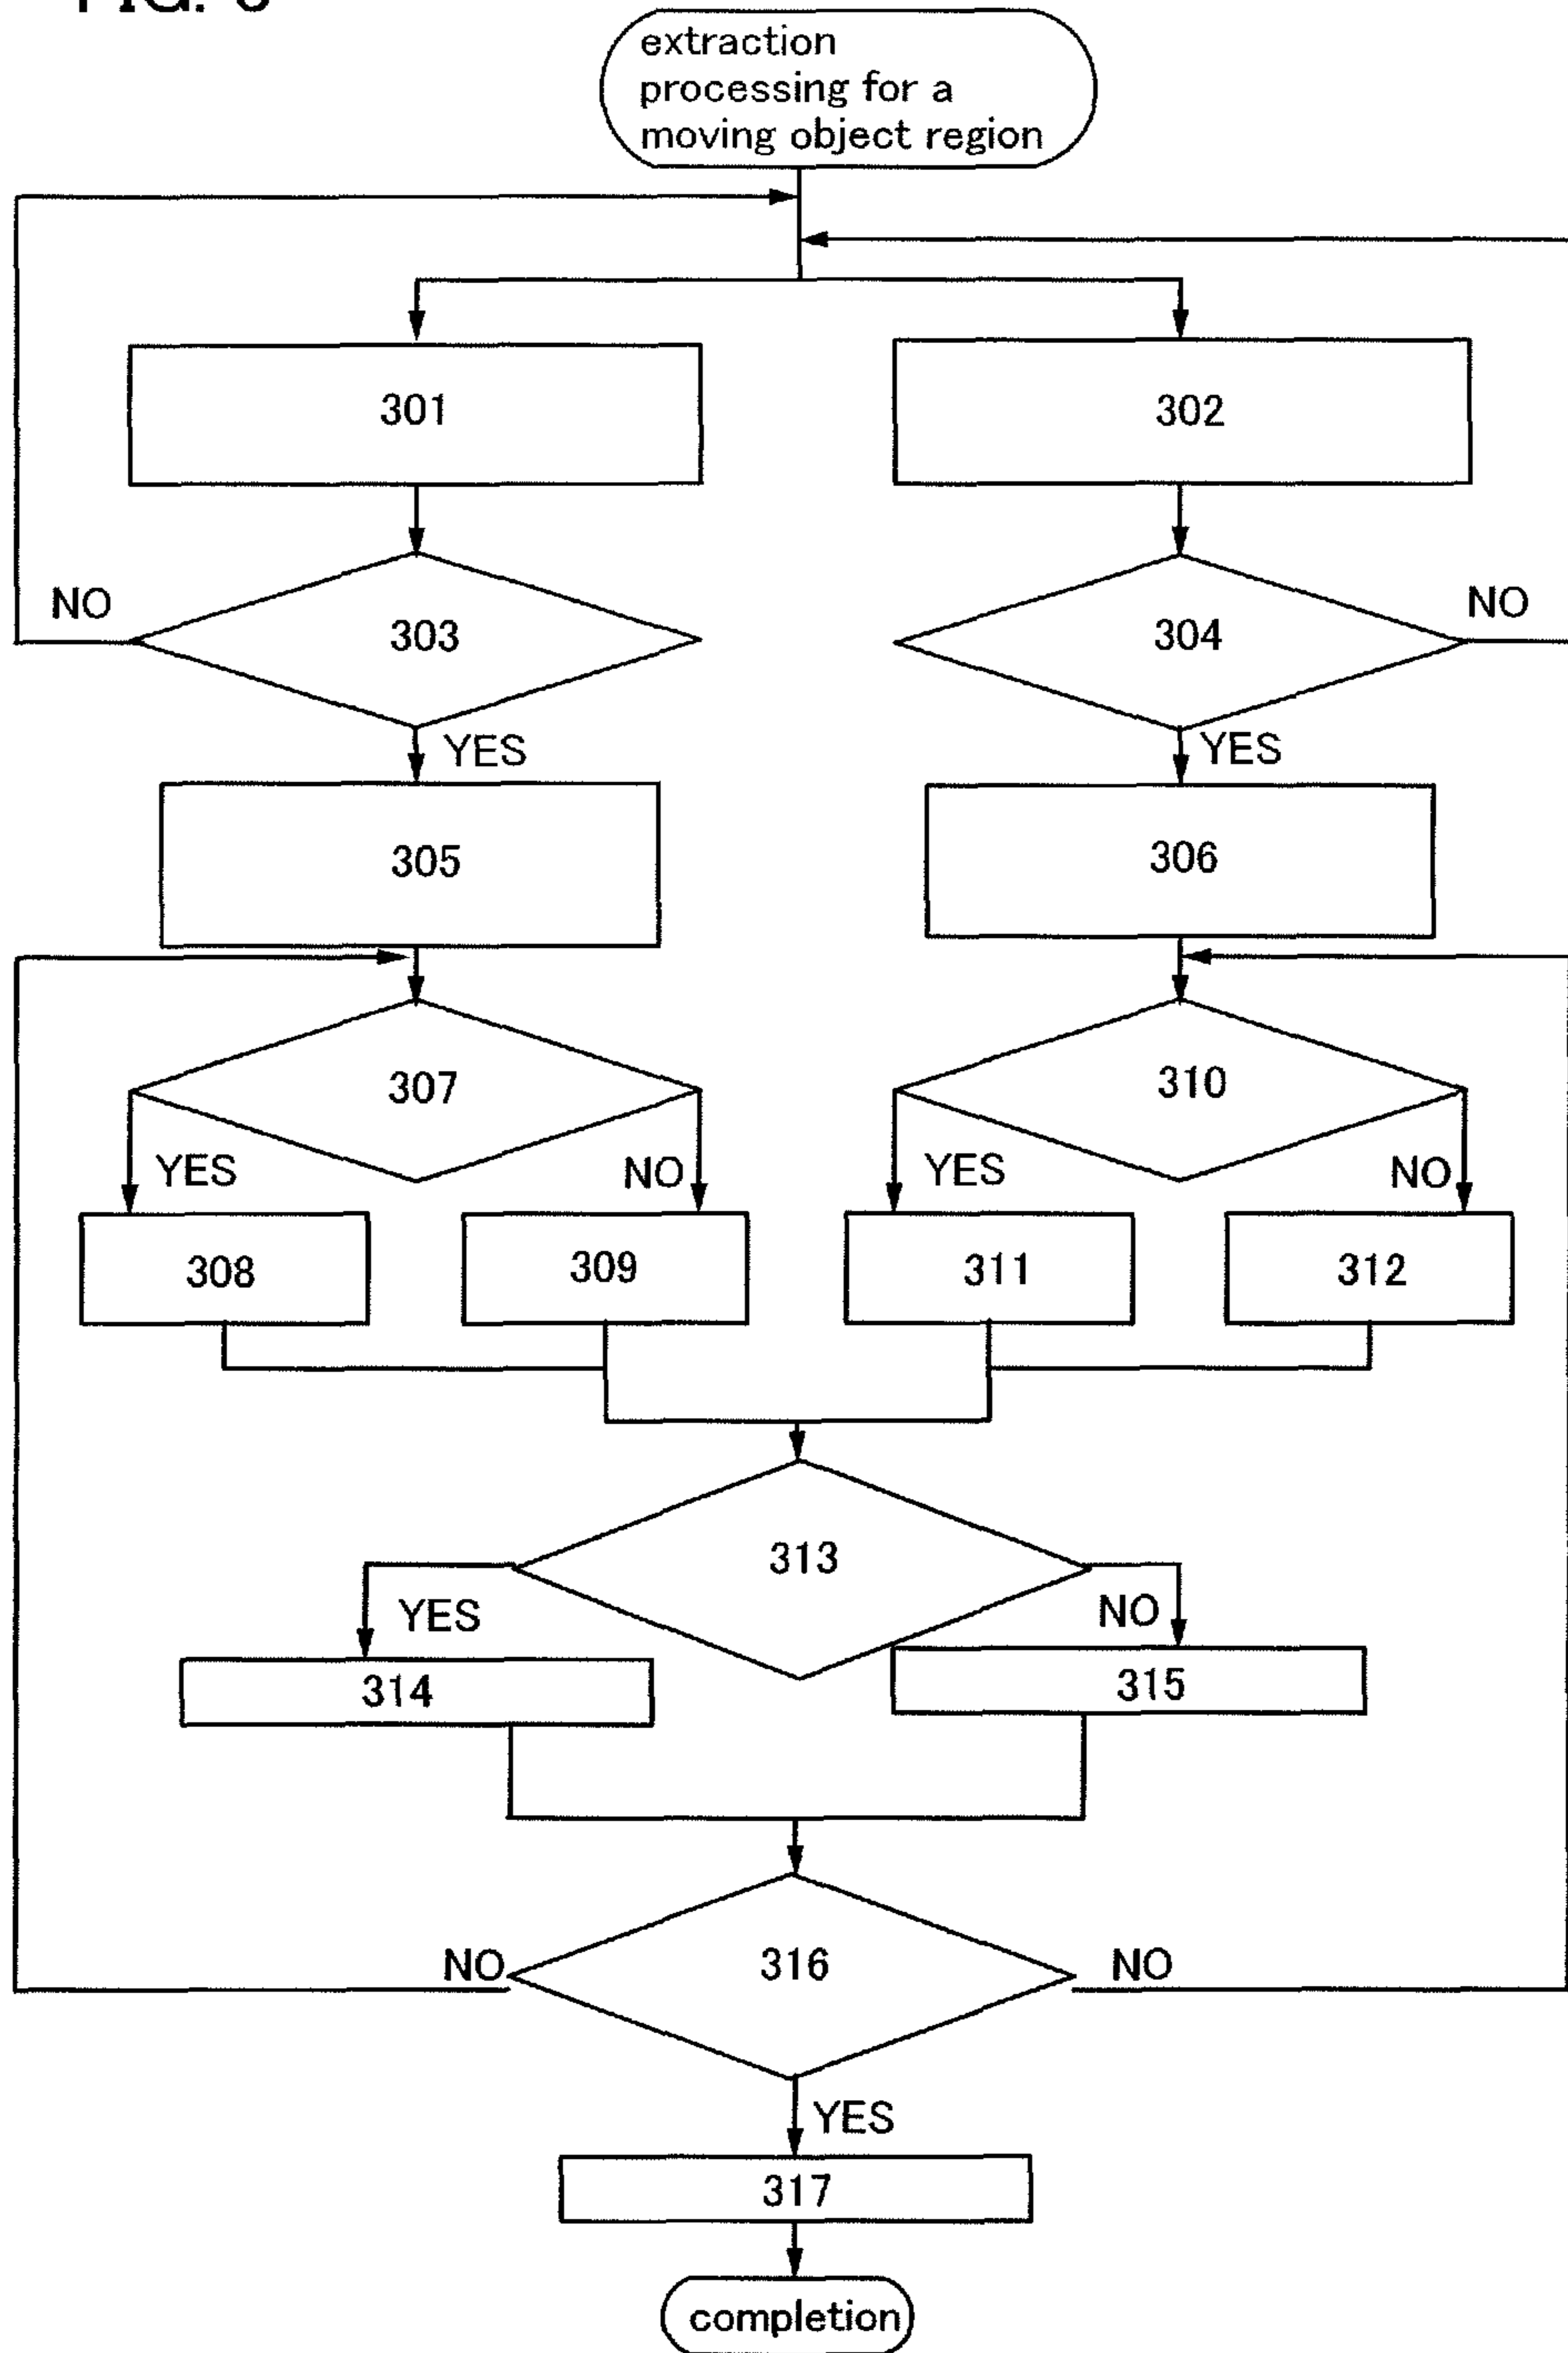 extraction
processing for a
moving object region
301
302
303
NO
304
NO
YES
YES
305
306
307
310
YES
NO
YES
NO
308
309
311
312
313
YES
NO
314
315
316
NO
NO
YES
317
completion